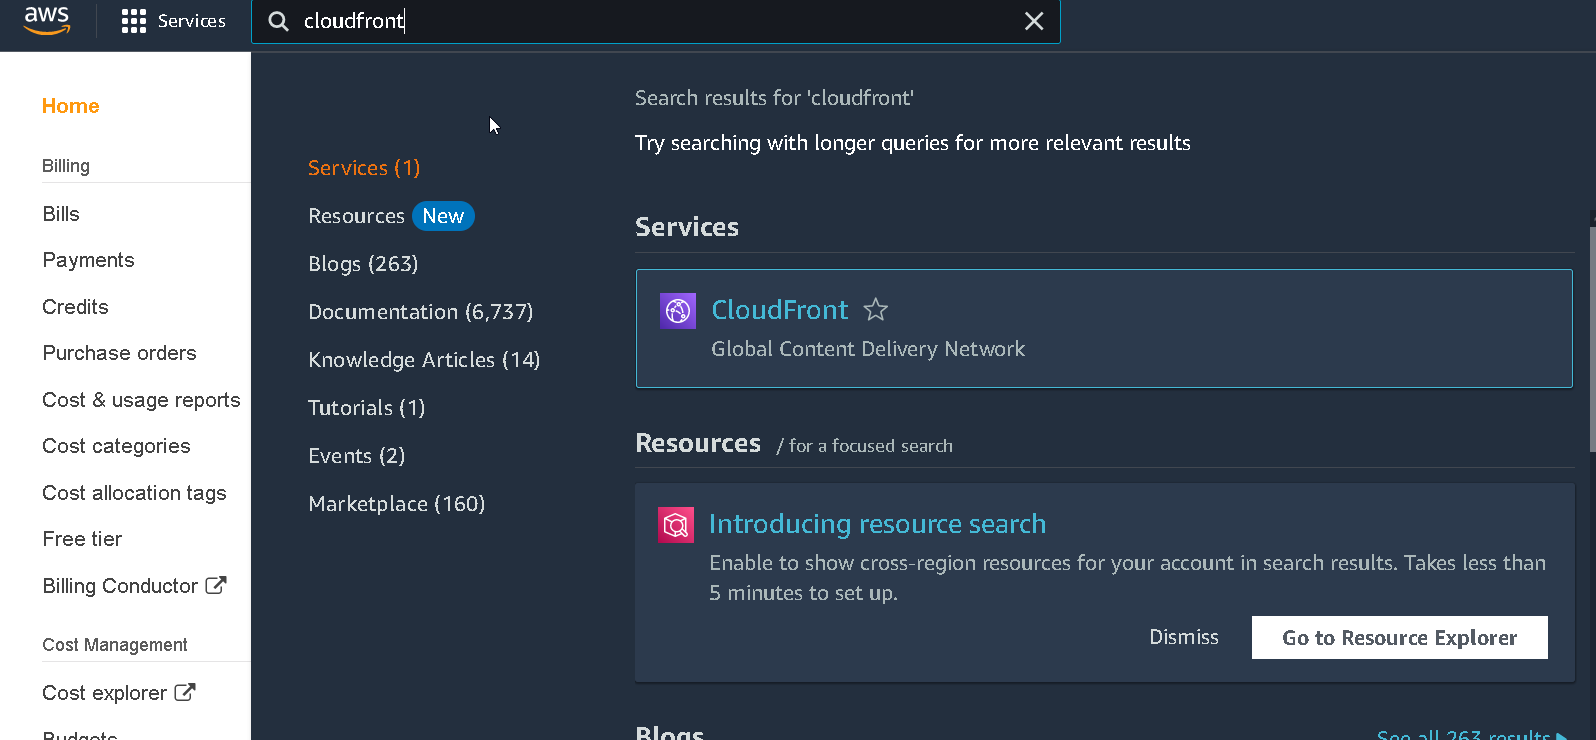 aws
Services
cloudfront
Home
Billing
Bills
Payments
Credits
Purchase orders
Cost & usage reports
Cost categories
Cost allocation tags
Free tier
Billing Conductor
Cost Management
Cost explorer
Budgets
Services (1)
Resources New
Blogs (263)
Documentation (6,737)
Knowledge Articles (14)
Tutorials (1)
Events (2)
Marketplace (160)
Search results for 'cloudfront'
Try searching with longer queries for more relevant results
Services
CloudFront
Global Content Delivery Network
Resources / for a focused search
Introducing resource search
Enable to show cross-region resources for your account in search results. Takes less than
5 minutes to set up.
Dismiss
Go to Resource Explorer
Blogs
See all 263 results